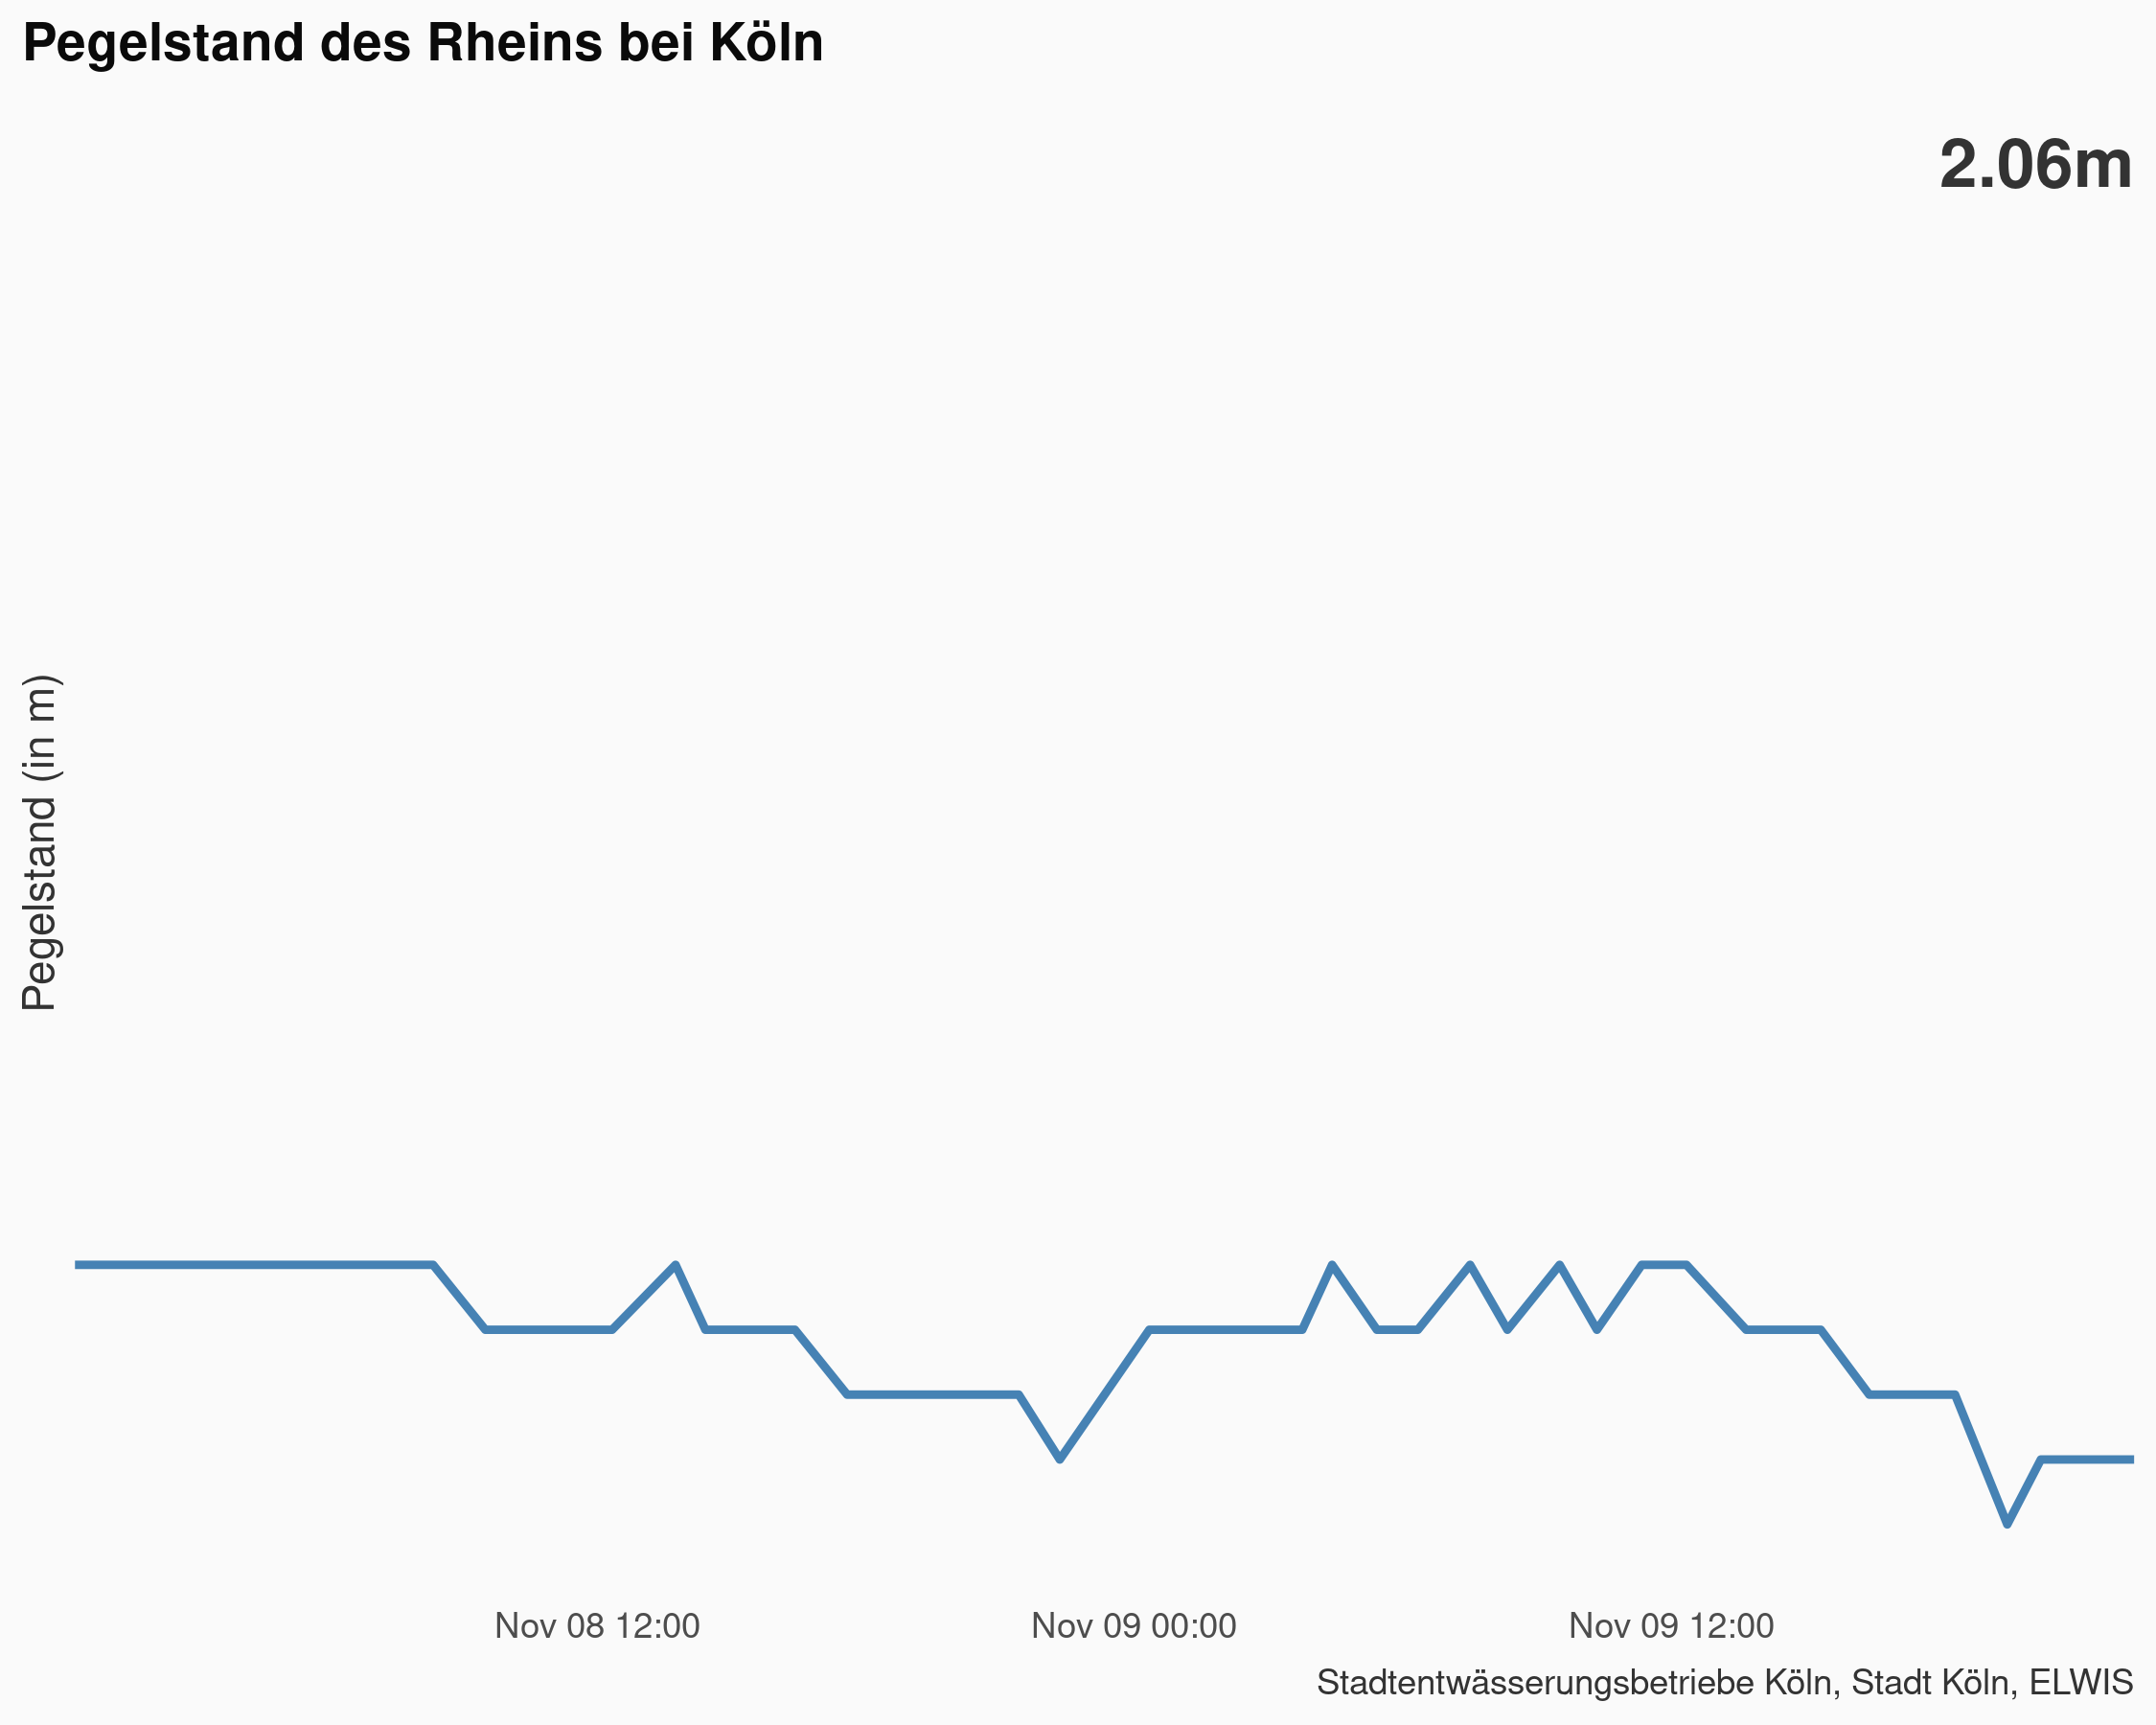 Pegelstand des Rheins bei Köln
2.06m
Pegelstand (in m)
Nov 08 12:00
Nov 09 00:00
Nov 09 12:00
Stadtentwässerungsbetriebe Köln, Stadt Köln, ELWIS